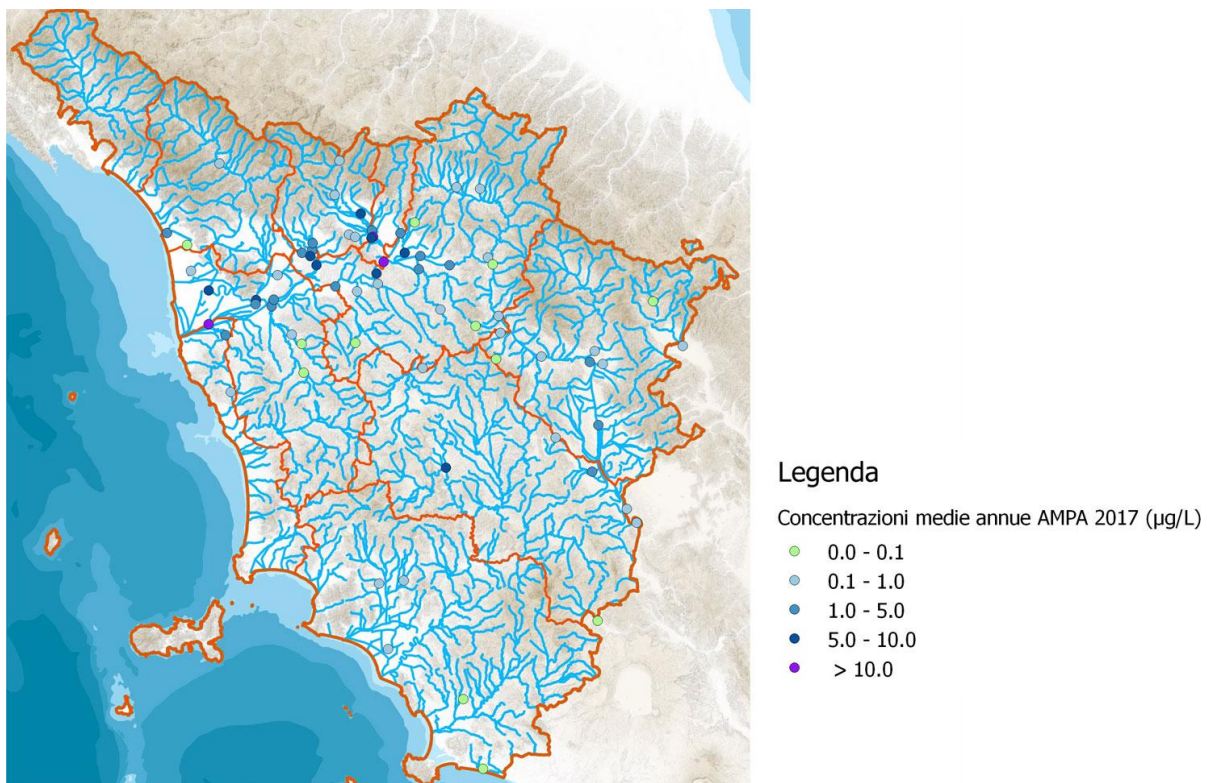 Legenda
Concentrazioni medie annue AMPA 2017 (µg/L)
0.0 - 0.1
0.1 - 1.0
1.0 - 5.0
5.0 - 10.0
> 10.0